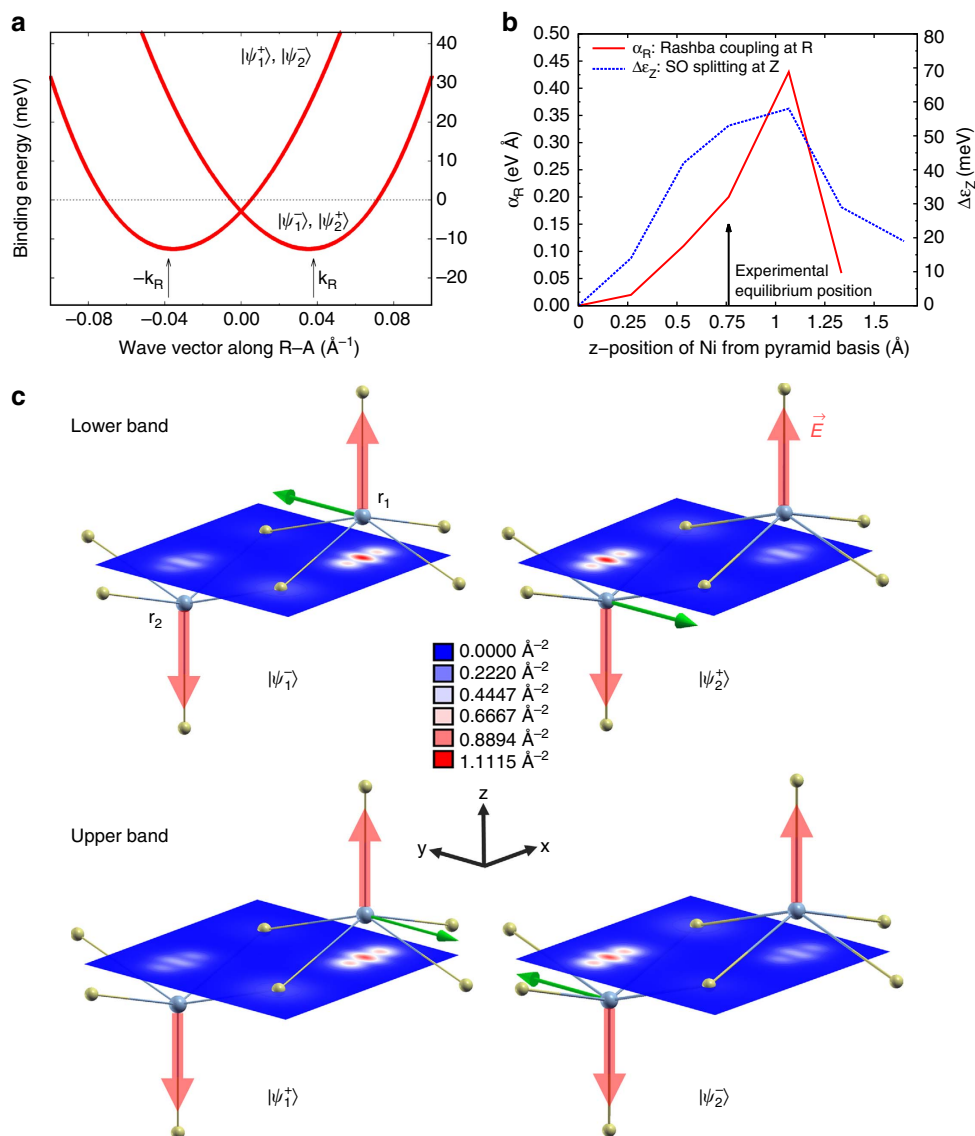 a
|ψ₁⁺⟩, |ψ₂⁻⟩
|ψ₁⁻⟩, |ψ₂⁺⟩
−k_R
k_R
40
30
20
10
0
−10
−20
Binding energy (meV)
−0.08
−0.04
0.00
0.04
0.08
Wave vector along R–A (Å⁻¹)
b
α_R: Rashba coupling at R
Δε_Z: SO splitting at Z
0.50
0.45
0.40
0.35
0.30
0.25
0.20
0.15
0.10
0.05
0.00
α_R (eV Å)
80
70
60
50
40
30
20
10
0
Δε_Z (meV)
Experimental
equilibrium position
0
0.25
0.5
0.75
1
1.25
1.5
z–position of Ni from pyramid basis (Å)
c
Lower band
r₁
r₂
|ψ₁⁻⟩
E⃗
|ψ₂⁺⟩
0.0000 Å⁻²
0.2220 Å⁻²
0.4447 Å⁻²
0.6667 Å⁻²
0.8894 Å⁻²
1.1115 Å⁻²
Upper band
z
y
x
|ψ₁⁺⟩
|ψ₂⁻⟩